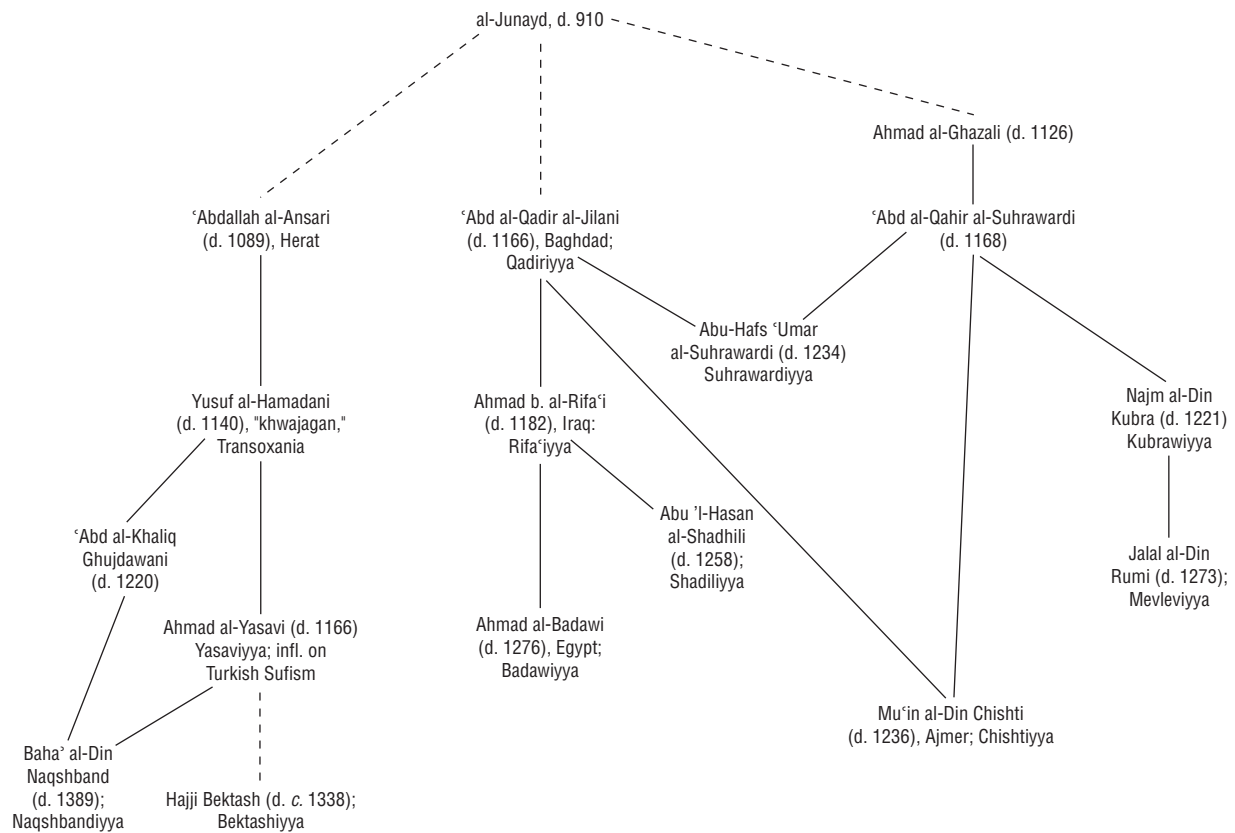 al-Junayd, d. 910
Ahmad al-Ghazali (d. 1126)
ʿAbdallah al-Ansari
(d. 1089), Herat
ʿAbd al-Qadir al-Jilani
(d. 1166), Baghdad;
Qadiriyya
ʿAbd al-Qahir al-Suhrawardi
(d. 1168)
Abu-Hafs ʿUmar
al-Suhrawardi (d. 1234)
Suhrawardiyya
Yusuf al-Hamadani
(d. 1140), "khwajagan,"
Transoxania
Ahmad b. al-Rifaʿi
(d. 1182), Iraq:
Rifaʿiyya
Najm al-Din
Kubra (d. 1221)
Kubrawiyya
ʿAbd al-Khaliq
Ghujdawani
(d. 1220)
Abu ’l-Hasan
al-Shadhili
(d. 1258);
Shadiliyya
Jalal al-Din
Rumi (d. 1273);
Mevleviyya
Ahmad al-Yasavi (d. 1166)
Yasaviyya; infl. on
Turkish Sufism
Ahmad al-Badawi
(d. 1276), Egypt;
Badawiyya
Muʿin al-Din Chishti
(d. 1236), Ajmer; Chishtiyya
Bahaʾ al-Din
Naqshband
(d. 1389);
Naqshbandiyya
Hajji Bektash (d. c. 1338);
Bektashiyya